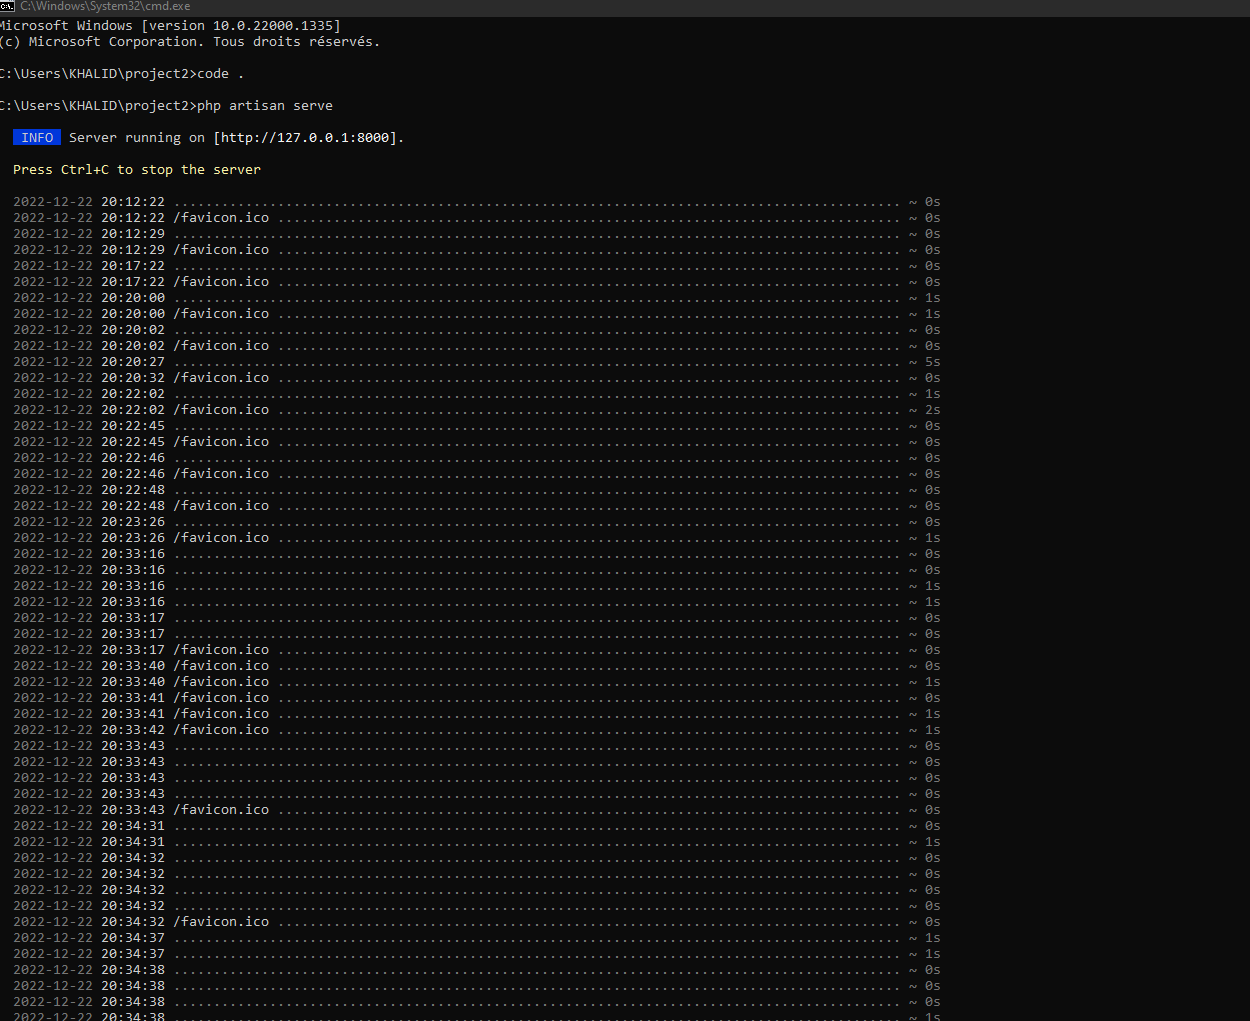 C:\Windows\System32\cmd.exe
Microsoft Windows [version 10.0.22000.1335]
(c) Microsoft Corporation. Tous droits réservés.
C:\Users\KHALID\project2>code .
C:\Users\KHALID\project2>php artisan serve
INFO Server running on [http://127.0.0.1:8000].
Press Ctrl+C to stop the server
2022-12-22 20:12:22 ........................................................................................... ~ 0s
2022-12-22 20:12:22 /favicon.ico .............................................................................. ~ 0s
2022-12-22 20:12:29 ........................................................................................... ~ 0s
2022-12-22 20:12:29 /favicon.ico .............................................................................. ~ 0s
2022-12-22 20:17:22 ........................................................................................... ~ 0s
2022-12-22 20:17:22 /favicon.ico .............................................................................. ~ 0s
2022-12-22 20:20:00 ........................................................................................... ~ 1s
2022-12-22 20:20:00 /favicon.ico .............................................................................. ~ 1s
2022-12-22 20:20:02 ........................................................................................... ~ 0s
2022-12-22 20:20:02 /favicon.ico .............................................................................. ~ 0s
2022-12-22 20:20:27 ........................................................................................... ~ 5s
2022-12-22 20:20:32 /favicon.ico .............................................................................. ~ 0s
2022-12-22 20:22:02 ........................................................................................... ~ 1s
2022-12-22 20:22:02 /favicon.ico .............................................................................. ~ 2s
2022-12-22 20:22:45 ........................................................................................... ~ 0s
2022-12-22 20:22:45 /favicon.ico .............................................................................. ~ 0s
2022-12-22 20:22:46 ........................................................................................... ~ 0s
2022-12-22 20:22:46 /favicon.ico .............................................................................. ~ 0s
2022-12-22 20:22:48 ........................................................................................... ~ 0s
2022-12-22 20:22:48 /favicon.ico .............................................................................. ~ 0s
2022-12-22 20:23:26 ........................................................................................... ~ 0s
2022-12-22 20:23:26 /favicon.ico .............................................................................. ~ 1s
2022-12-22 20:33:16 ........................................................................................... ~ 0s
2022-12-22 20:33:16 ........................................................................................... ~ 0s
2022-12-22 20:33:16 ........................................................................................... ~ 1s
2022-12-22 20:33:16 ........................................................................................... ~ 1s
2022-12-22 20:33:17 ........................................................................................... ~ 0s
2022-12-22 20:33:17 ........................................................................................... ~ 0s
2022-12-22 20:33:17 /favicon.ico .............................................................................. ~ 0s
2022-12-22 20:33:40 /favicon.ico .............................................................................. ~ 0s
2022-12-22 20:33:40 /favicon.ico .............................................................................. ~ 1s
2022-12-22 20:33:41 /favicon.ico .............................................................................. ~ 0s
2022-12-22 20:33:41 /favicon.ico .............................................................................. ~ 1s
2022-12-22 20:33:42 /favicon.ico .............................................................................. ~ 1s
2022-12-22 20:33:43 ........................................................................................... ~ 0s
2022-12-22 20:33:43 ........................................................................................... ~ 0s
2022-12-22 20:33:43 ........................................................................................... ~ 0s
2022-12-22 20:33:43 ........................................................................................... ~ 0s
2022-12-22 20:33:43 /favicon.ico .............................................................................. ~ 0s
2022-12-22 20:34:31 ........................................................................................... ~ 0s
2022-12-22 20:34:31 ........................................................................................... ~ 1s
2022-12-22 20:34:32 ........................................................................................... ~ 0s
2022-12-22 20:34:32 ........................................................................................... ~ 0s
2022-12-22 20:34:32 ........................................................................................... ~ 0s
2022-12-22 20:34:32 ........................................................................................... ~ 0s
2022-12-22 20:34:32 /favicon.ico .............................................................................. ~ 0s
2022-12-22 20:34:37 ........................................................................................... ~ 1s
2022-12-22 20:34:37 ........................................................................................... ~ 1s
2022-12-22 20:34:38 ........................................................................................... ~ 0s
2022-12-22 20:34:38 ........................................................................................... ~ 0s
2022-12-22 20:34:38 ........................................................................................... ~ 0s
2022-12-22 20:34:38 ........................................................................................... ~ 1s